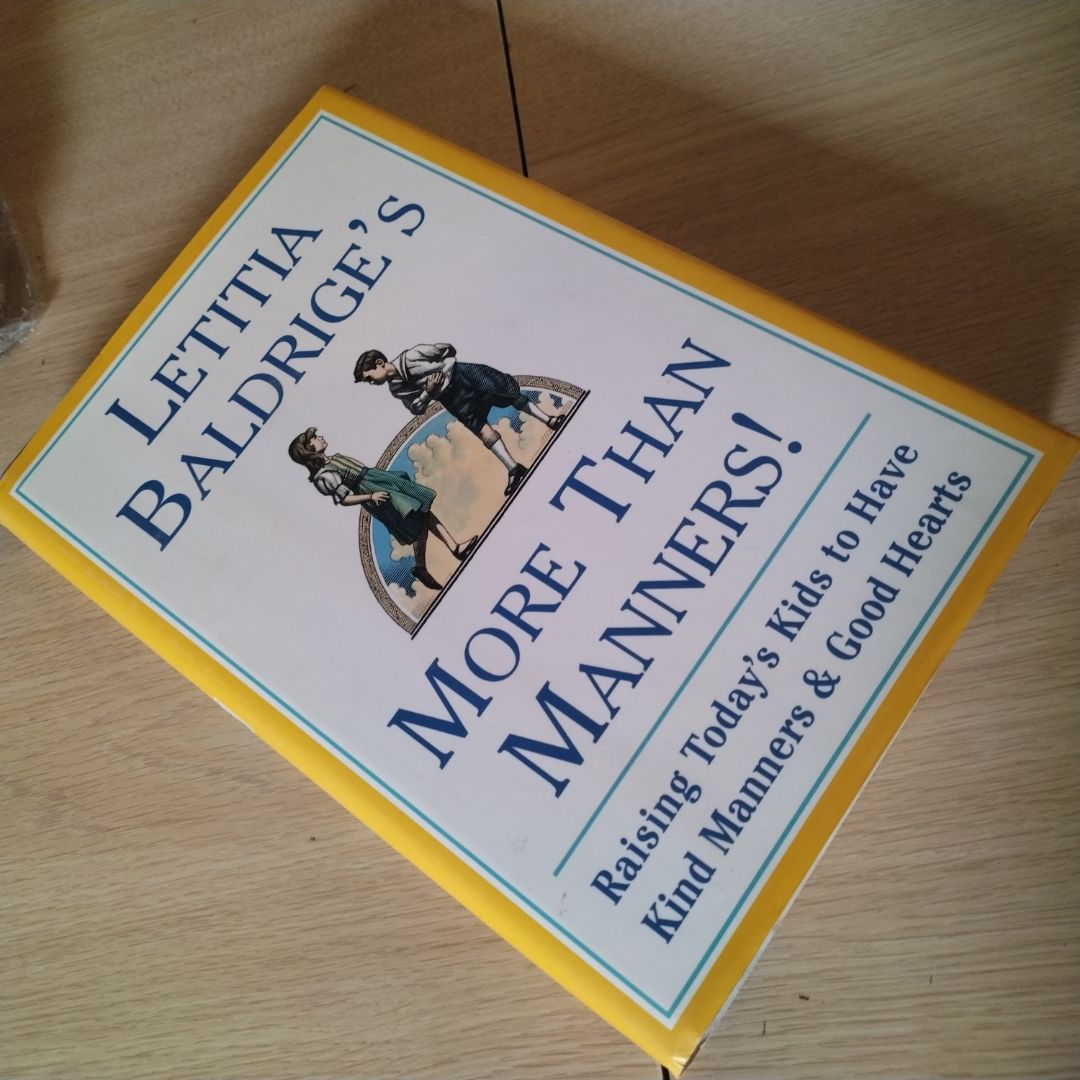 LETITIA
BALDRIGE'S
MORE THAN
MANNERS!
Raising Today's Kids to Have
Kind Manners & Good Hearts